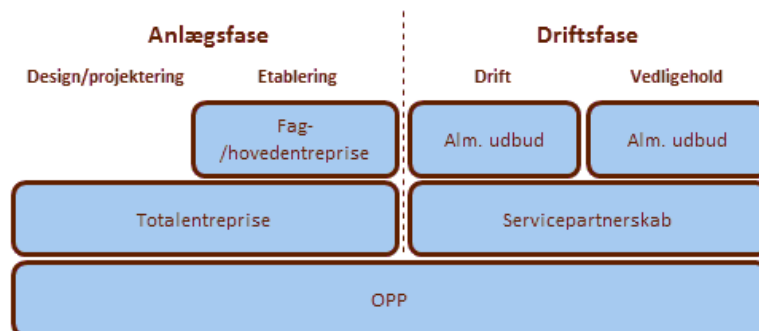 Anlægsfase Driftsfase
Design/projektering Etablering Drift Vedligehold
Fag-
/hovedentreprise
Alm. udbud Alm. udbud
Totalentreprise Servicepartnerskab
OPP